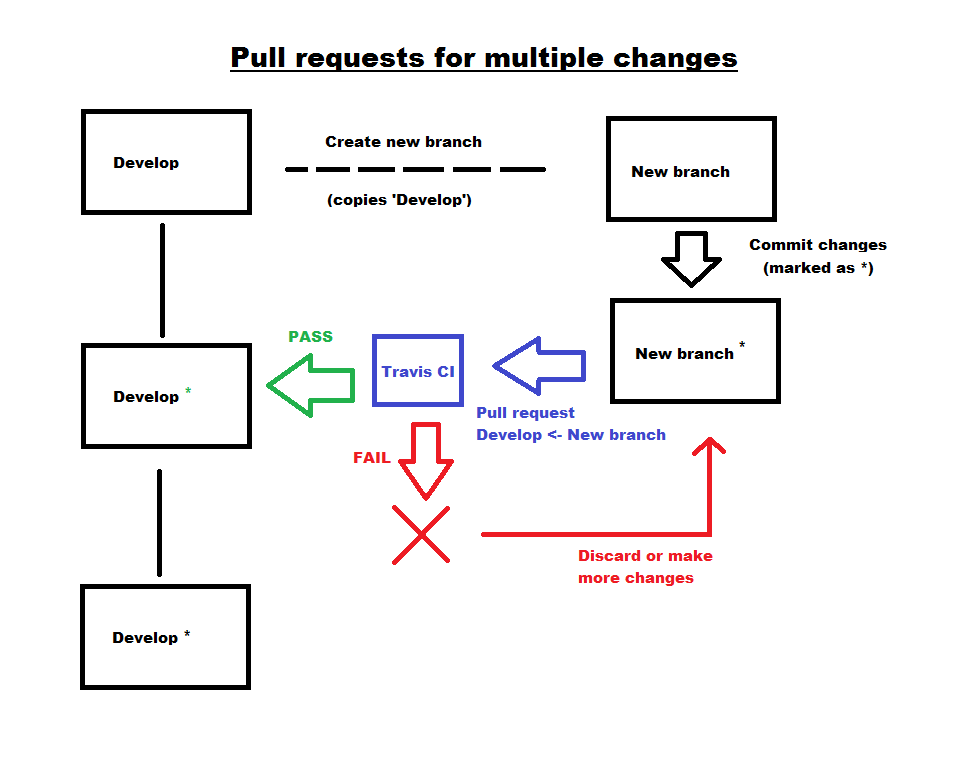 Pull requests for multiple changes
Develop
Create new branch
(copies 'Develop')
New branch
Commit changes
(marked as *)
New branch *
PASS
Travis CI
Develop *
Pull request
Develop <- New branch
FAIL
Discard or make
more changes
Develop *